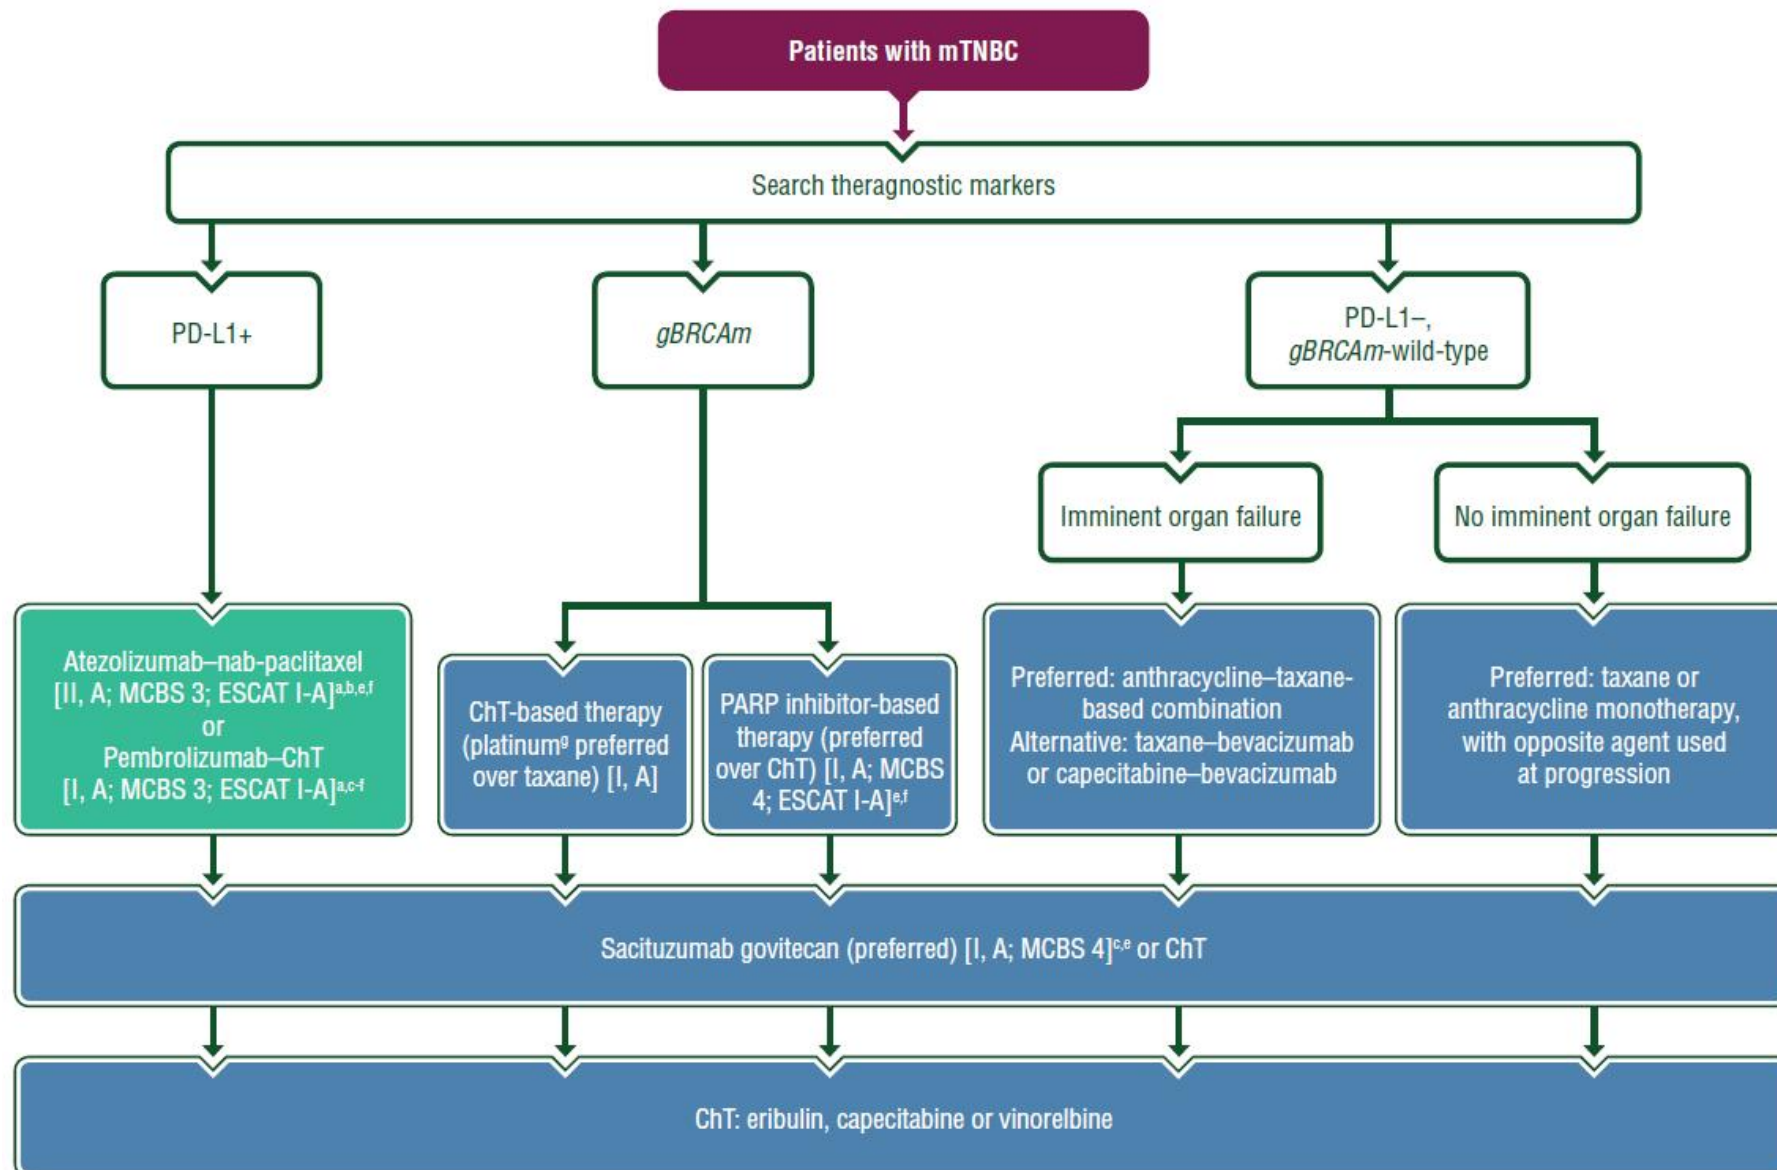 Patients with mTNBC
Search theragnostic markers
PD-L1+
gBRCAm
PD-L1–,
gBRCAm-wild-type
Imminent organ failure
No imminent organ failure
Atezolizumab–nab-paclitaxel
[II, A; MCBS 3; ESCAT I-A]a,b,e,f
or
Pembrolizumab–ChT
[I, A; MCBS 3; ESCAT I-A]a,c-f
ChT-based therapy
(platinumg preferred
over taxane) [I, A]
PARP inhibitor-based
therapy (preferred
over ChT) [I, A; MCBS
4; ESCAT I-A]e,f
Preferred: anthracycline–taxane-
based combination
Alternative: taxane–bevacizumab
or capecitabine–bevacizumab
Preferred: taxane or
anthracycline monotherapy,
with opposite agent used
at progression
Sacituzumab govitecan (preferred) [I, A; MCBS 4]c,e or ChT
ChT: eribulin, capecitabine or vinorelbine